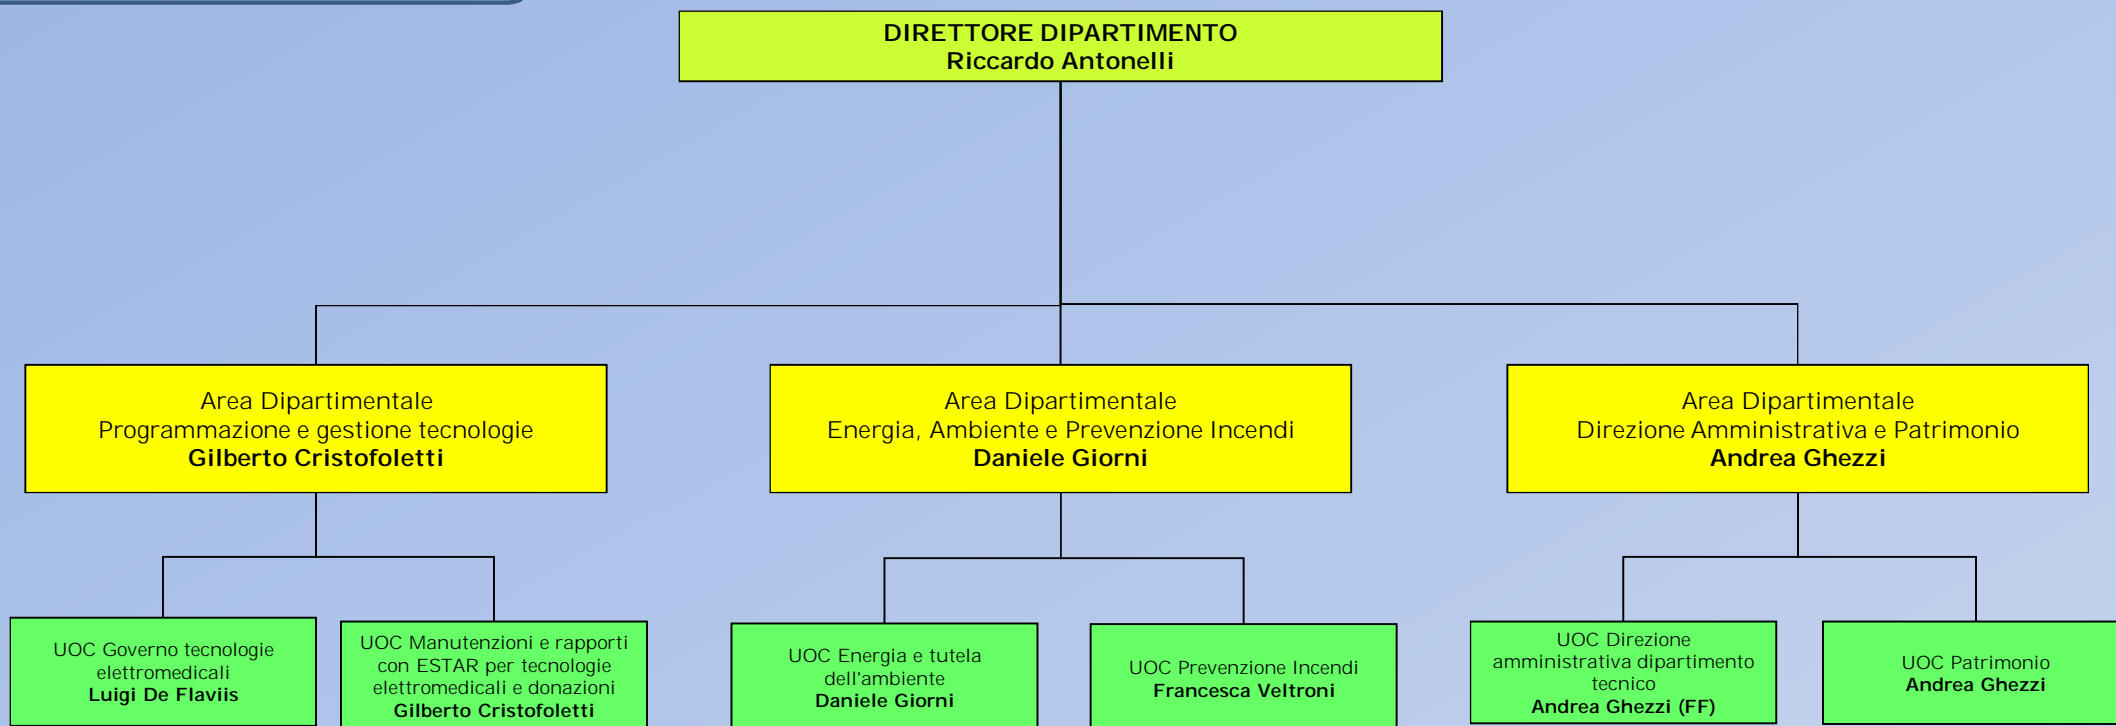 DIRETTORE DIPARTIMENTO
Riccardo Antonelli
Area Dipartimentale
Programmazione e gestione tecnologie
Gilberto Cristofoletti
Area Dipartimentale
Energia, Ambiente e Prevenzione Incendi
Daniele Giorni
Area Dipartimentale
Direzione Amministrativa e Patrimonio
Andrea Ghezzi
UOC Governo tecnologie
elettromedicali
Luigi De Flaviis
UOC Manutenzioni e rapporti
con ESTAR per tecnologie
elettromedicali e donazioni
Gilberto Cristofoletti
UOC Energia e tutela
dell'ambiente
Daniele Giorni
UOC Prevenzione Incendi
Francesca Veltroni
UOC Direzione
amministrativa dipartimento
tecnico
Andrea Ghezzi (FF)
UOC Patrimonio
Andrea Ghezzi